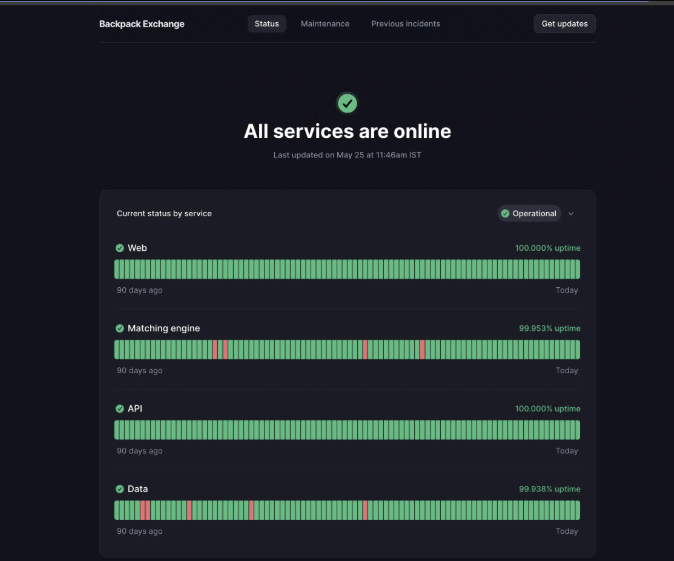 Backpack Exchange Status Maintenance Previous incidents Get updates
All services are online
Last updated on May 25 at 11:46am IST
Current status by service Operational
Web 100.000% uptime
90 days ago Today
Matching engine 99.953% uptime
90 days ago Today
API 100.000% uptime
90 days ago Today
Data 99.938% uptime
90 days ago Today